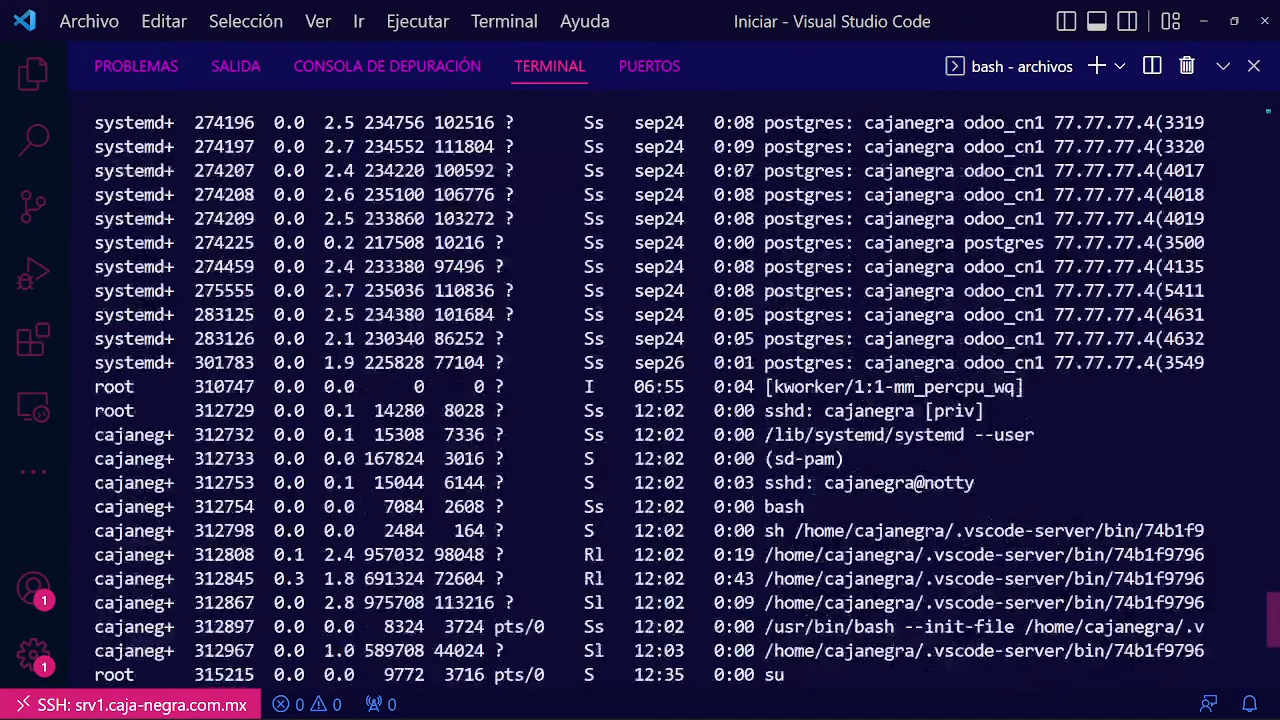 Archivo Editar Selección Ver Ir Ejecutar Terminal Ayuda Iniciar - Visual Studio Code
PROBLEMAS SALIDA CONSOLA DE DEPURACIÓN TERMINAL PUERTOS bash - archivos
systemd+ 274196 0.0 2.5 234756 102516 ? Ss sep24 0:08 postgres: cajanegra odoo_cn1 77.77.77.4(3319
systemd+ 274197 0.0 2.7 234552 111804 ? Ss sep24 0:09 postgres: cajanegra odoo_cn1 77.77.77.4(3320
systemd+ 274207 0.0 2.4 234220 100592 ? Ss sep24 0:07 postgres: cajanegra odoo_cn1 77.77.77.4(4017
systemd+ 274208 0.0 2.6 235100 106776 ? Ss sep24 0:08 postgres: cajanegra odoo_cn1 77.77.77.4(4018
systemd+ 274209 0.0 2.5 233860 103272 ? Ss sep24 0:08 postgres: cajanegra odoo_cn1 77.77.77.4(4019
systemd+ 274225 0.0 0.2 217508 10216 ? Ss sep24 0:00 postgres: cajanegra postgres 77.77.77.4(3500
systemd+ 274459 0.0 2.4 233380 97496 ? Ss sep24 0:08 postgres: cajanegra odoo_cn1 77.77.77.4(4135
systemd+ 275555 0.0 2.7 235036 110836 ? Ss sep24 0:08 postgres: cajanegra odoo_cn1 77.77.77.4(5411
systemd+ 283125 0.0 2.5 234380 101684 ? Ss sep24 0:05 postgres: cajanegra odoo_cn1 77.77.77.4(4631
systemd+ 283126 0.0 2.1 230340 86252 ? Ss sep24 0:05 postgres: cajanegra odoo_cn1 77.77.77.4(4632
systemd+ 301783 0.0 1.9 225828 77104 ? Ss sep26 0:01 postgres: cajanegra odoo_cn1 77.77.77.4(3549
root 310747 0.0 0.0 0 0 ? I 06:55 0:04 [kworker/1:1-mm_percpu_wq]
root 312729 0.0 0.1 14280 8028 ? Ss 12:02 0:00 sshd: cajanegra [priv]
cajaneg+ 312732 0.0 0.1 15308 7336 ? Ss 12:02 0:00 /lib/systemd/systemd --user
cajaneg+ 312733 0.0 0.0 167824 3016 ? S 12:02 0:00 (sd-pam)
cajaneg+ 312753 0.0 0.1 15044 6144 ? S 12:02 0:03 sshd: cajanegra@notty
cajaneg+ 312754 0.0 0.0 7084 2608 ? Ss 12:02 0:00 bash
cajaneg+ 312798 0.0 0.0 2484 164 ? S 12:02 0:00 sh /home/cajanegra/.vscode-server/bin/74b1f9
cajaneg+ 312808 0.1 2.4 957032 98048 ? Rl 12:02 0:19 /home/cajanegra/.vscode-server/bin/74b1f9796
cajaneg+ 312845 0.3 1.8 691324 72604 ? Rl 12:02 0:43 /home/cajanegra/.vscode-server/bin/74b1f9796
cajaneg+ 312867 0.0 2.8 975708 113216 ? Sl 12:02 0:09 /home/cajanegra/.vscode-server/bin/74b1f9796
cajaneg+ 312897 0.0 0.0 8324 3724 pts/0 Ss 12:02 0:00 /usr/bin/bash --init-file /home/cajanegra/.v
cajaneg+ 312967 0.0 1.0 589708 44024 ? Sl 12:03 0:00 /home/cajanegra/.vscode-server/bin/74b1f9796
root 315215 0.0 0.0 9772 3716 pts/0 S 12:35 0:00 su
1
1
SSH: srv1.caja-negra.com.mx 0 0 0